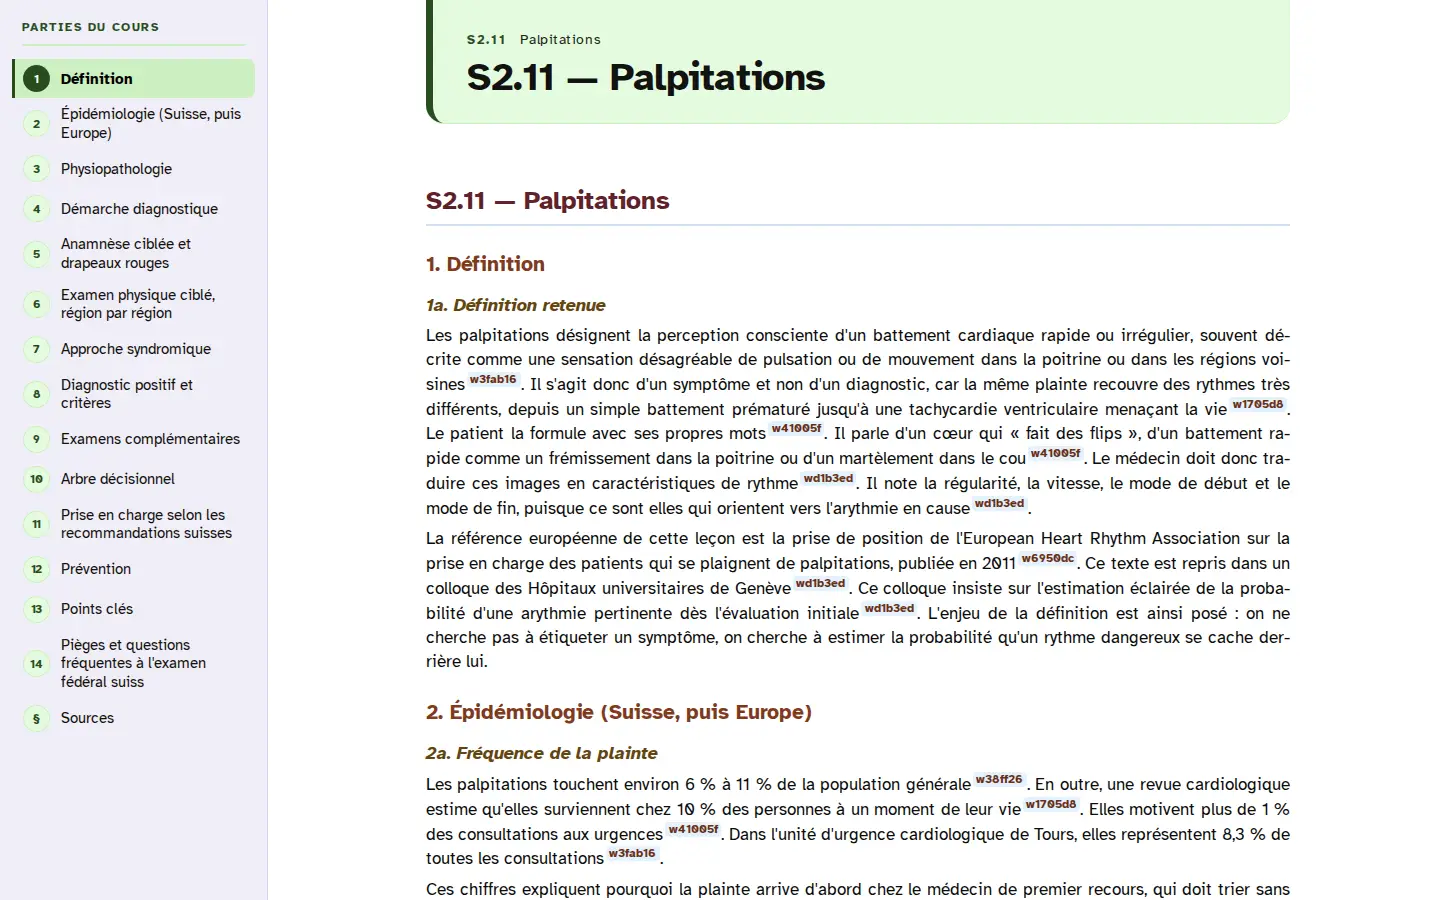 PARTIES DU COURS
1 Définition
2 Épidémiologie (Suisse, puis
Europe)
3 Physiopathologie
4 Démarche diagnostique
5 Anamnèse ciblée et
drapeaux rouges
6 Examen physique ciblé,
région par région
7 Approche syndromique
8 Diagnostic positif et
critères
9 Examens complémentaires
10 Arbre décisionnel
11 Prise en charge selon les
recommandations suisses
12 Prévention
13 Points clés
14 Pièges et questions
fréquentes à l'examen
fédéral suiss
§ Sources
S2.11 Palpitations
S2.11 — Palpitations
S2.11 — Palpitations
1. Définition
1a. Définition retenue
Les palpitations désignent la perception consciente d'un battement cardiaque rapide ou irrégulier, souvent dé-
crite comme une sensation désagréable de pulsation ou de mouvement dans la poitrine ou dans les régions voi-
sines w3fab16. Il s'agit donc d'un symptôme et non d'un diagnostic, car la même plainte recouvre des rythmes très
différents, depuis un simple battement prématuré jusqu'à une tachycardie ventriculaire menaçant la vie w1705d8.
Le patient la formule avec ses propres mots w41005f. Il parle d'un cœur qui « fait des flips », d'un battement ra-
pide comme un frémissement dans la poitrine ou d'un martèlement dans le cou w41005f. Le médecin doit donc tra-
duire ces images en caractéristiques de rythme wd1b3ed. Il note la régularité, la vitesse, le mode de début et le
mode de fin, puisque ce sont elles qui orientent vers l'arythmie en cause wd1b3ed.
La référence européenne de cette leçon est la prise de position de l'European Heart Rhythm Association sur la
prise en charge des patients qui se plaignent de palpitations, publiée en 2011 w6950dc. Ce texte est repris dans un
colloque des Hôpitaux universitaires de Genève wd1b3ed. Ce colloque insiste sur l'estimation éclairée de la proba-
bilité d'une arythmie pertinente dès l'évaluation initiale wd1b3ed. L'enjeu de la définition est ainsi posé : on ne
cherche pas à étiqueter un symptôme, on cherche à estimer la probabilité qu'un rythme dangereux se cache der-
rière lui.
2. Épidémiologie (Suisse, puis Europe)
2a. Fréquence de la plainte
Les palpitations touchent environ 6 % à 11 % de la population générale w38ff26. En outre, une revue cardiologique
estime qu'elles surviennent chez 10 % des personnes à un moment de leur vie w1705d8. Elles motivent plus de 1 %
des consultations aux urgences w41005f. Dans l'unité d'urgence cardiologique de Tours, elles représentent 8,3 % de
toutes les consultations w3fab16.
Ces chiffres expliquent pourquoi la plainte arrive d'abord chez le médecin de premier recours, qui doit trier sans